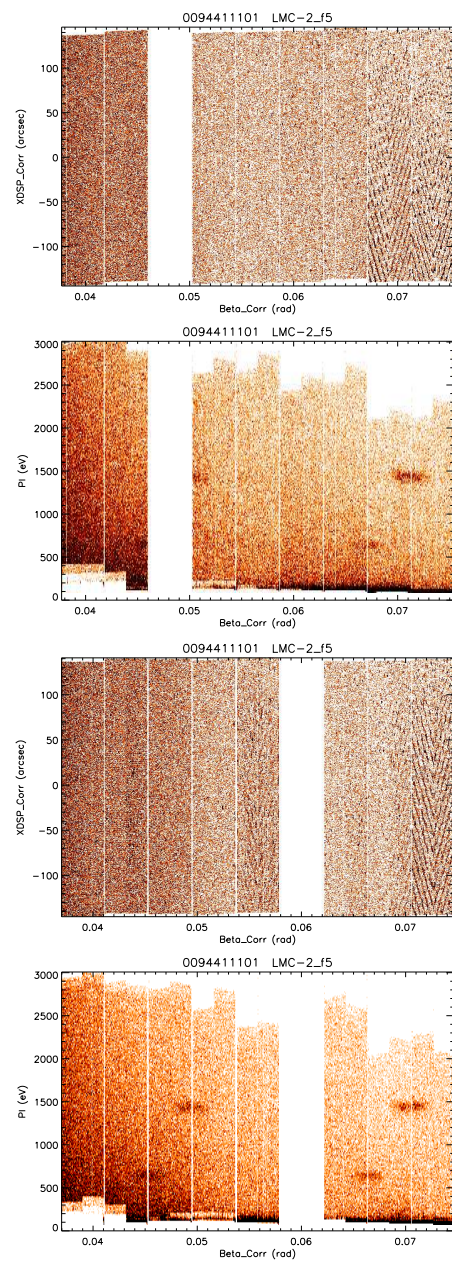 0094411101 LMC-2_f5
100
50
0
−50
−100
XDSP_Corr (arcsec)
0.04 0.05 0.06 0.07
Beta_Corr (rad)
0094411101 LMC-2_f5
3000
2500
2000
1500
1000
500
0
PI (eV)
0.04 0.05 0.06 0.07
Beta_Corr (rad)
0094411101 LMC-2_f5
100
50
0
−50
−100
XDSP_Corr (arcsec)
0.04 0.05 0.06 0.07
Beta_Corr (rad)
0094411101 LMC-2_f5
3000
2500
2000
1500
1000
500
0
PI (eV)
0.04 0.05 0.06 0.07
Beta_Corr (rad)